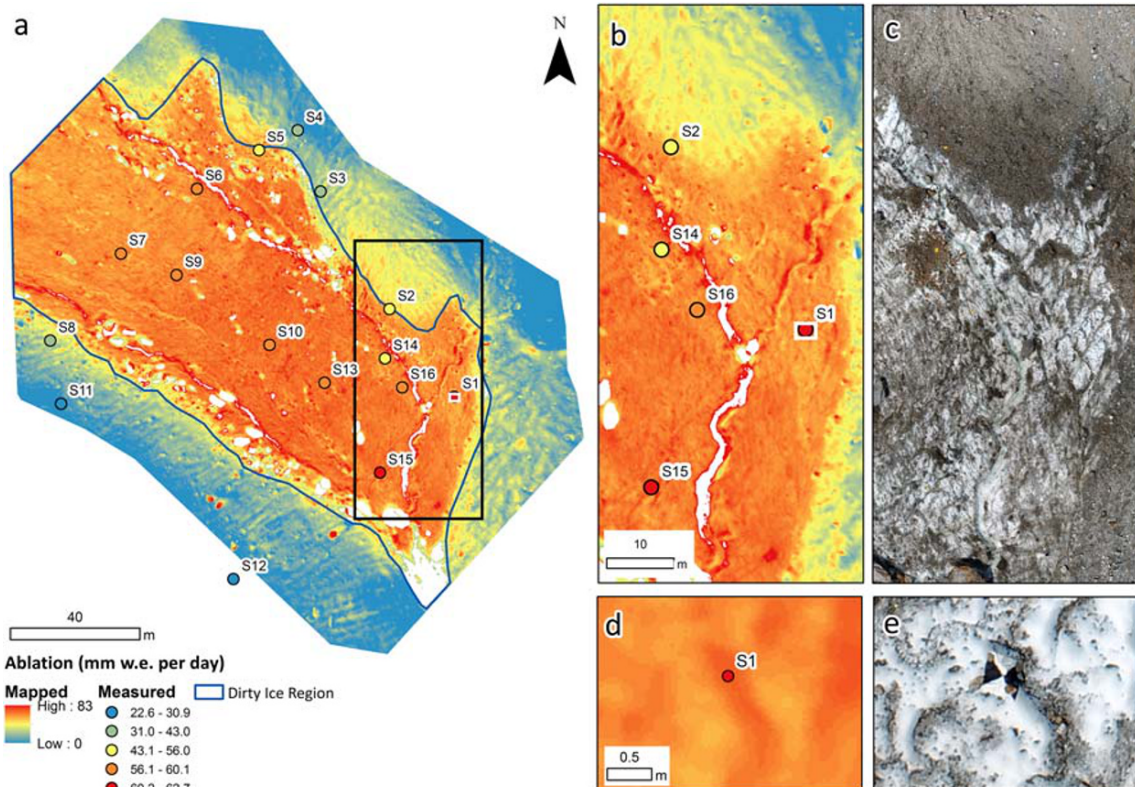 a
N
S4
S5
S3
S6
S7
S9
S2
S8
S10
S14
S13
S16
S1
S11
S15
S12
40
m
Ablation (mm w.e. per day)
Mapped
High : 83
Low : 0
Measured
22.6 - 30.9
31.0 - 43.0
43.1 - 56.0
56.1 - 60.1
Dirty Ice Region
b
S2
S14
S16
S1
S15
10
m
c
d
S1
0.5
m
e